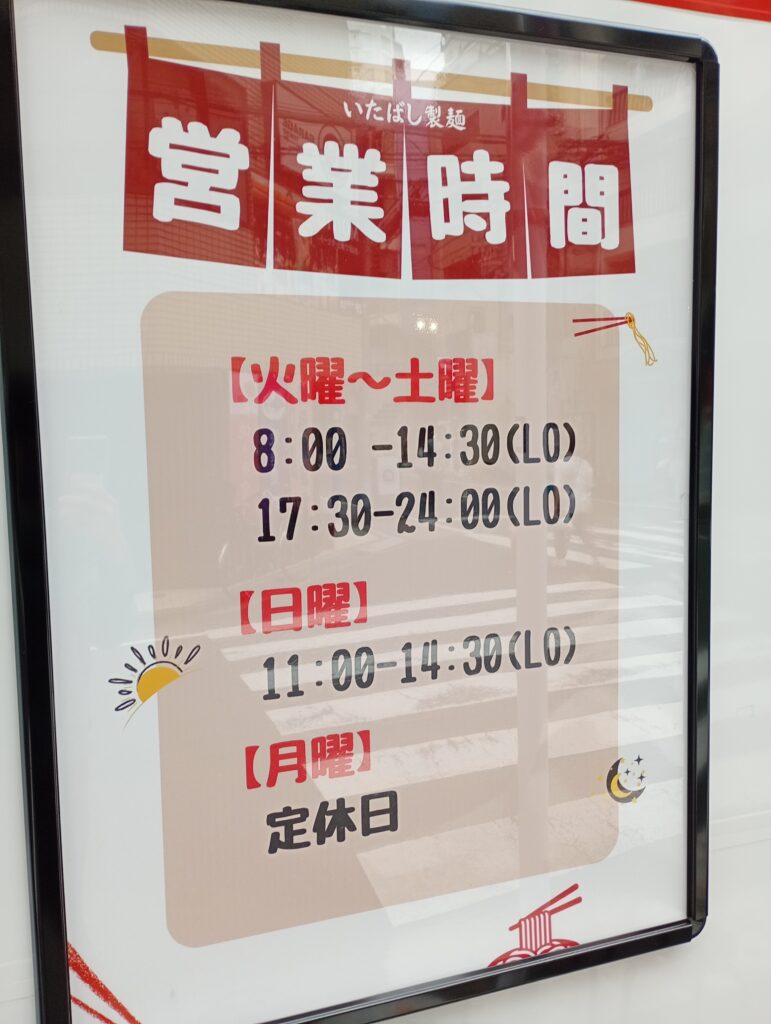 いたばし製麺
営業時間
【火曜～土曜】
8:00 -14:30(LO)
17:30-24:00(LO)
【日曜】
11:00-14:30(LO)
【月曜】
定休日